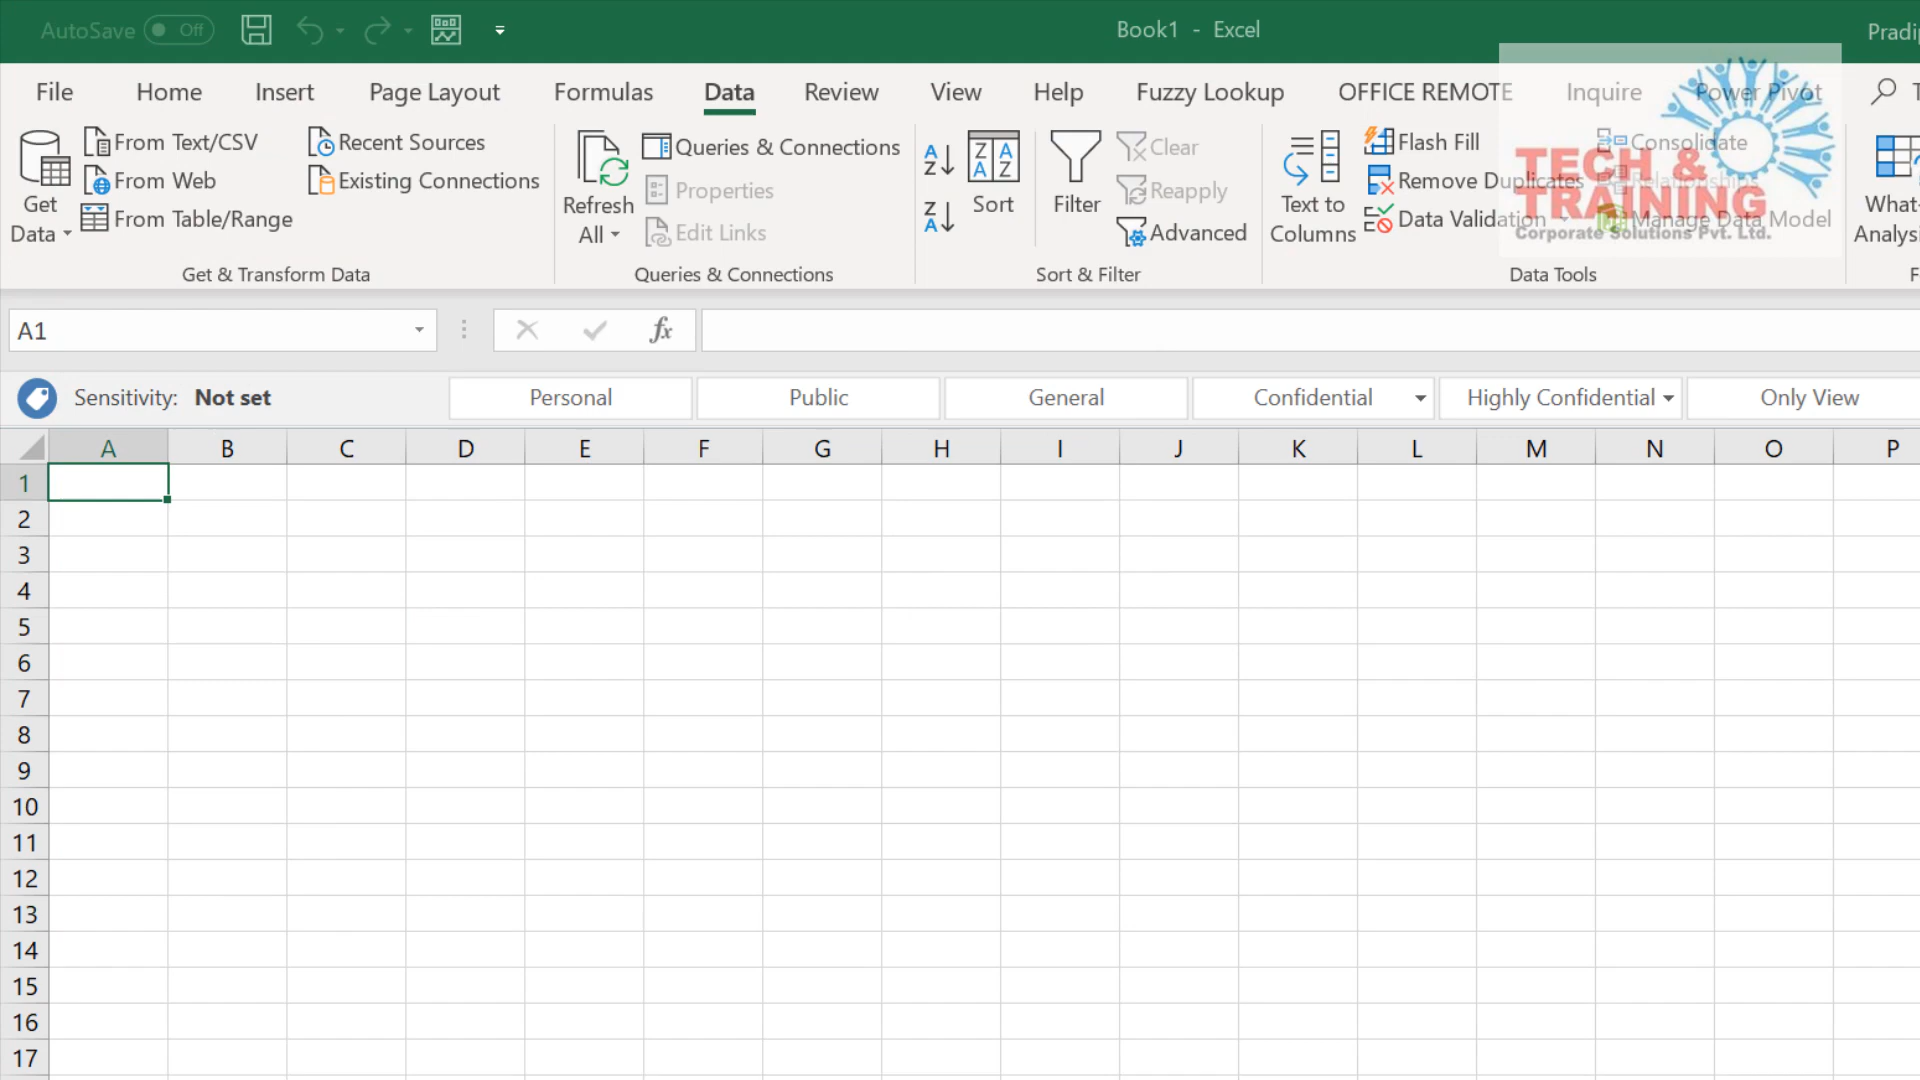 AutoSave Off
Book1 - Excel
File Home Insert Page Layout Formulas Data Review View Help Fuzzy Lookup OFFICE REMOTE Inquire Power Pivot
Get Data
From Text/CSV
From Web
From Table/Range
Recent Sources
Existing Connections
Get & Transform Data
Refresh All
Queries & Connections
Properties
Edit Links
Queries & Connections
A Z
Z A
Z A A Z
Sort
Filter
Clear
Reapply
Advanced
Sort & Filter
Text to Columns
Flash Fill
Remove Duplicates
Data Validation
Consolidate
Relationships
Manage Data Model
Data Tools
TECH &
TRAINING
Corporate Solutions Pvt. Ltd.
A1
fx
Sensitivity: Not set
Personal Public General Confidential Highly Confidential Only View
A B C D E F G H I J K L M N O P
1
2
3
4
5
6
7
8
9
10
11
12
13
14
15
16
17